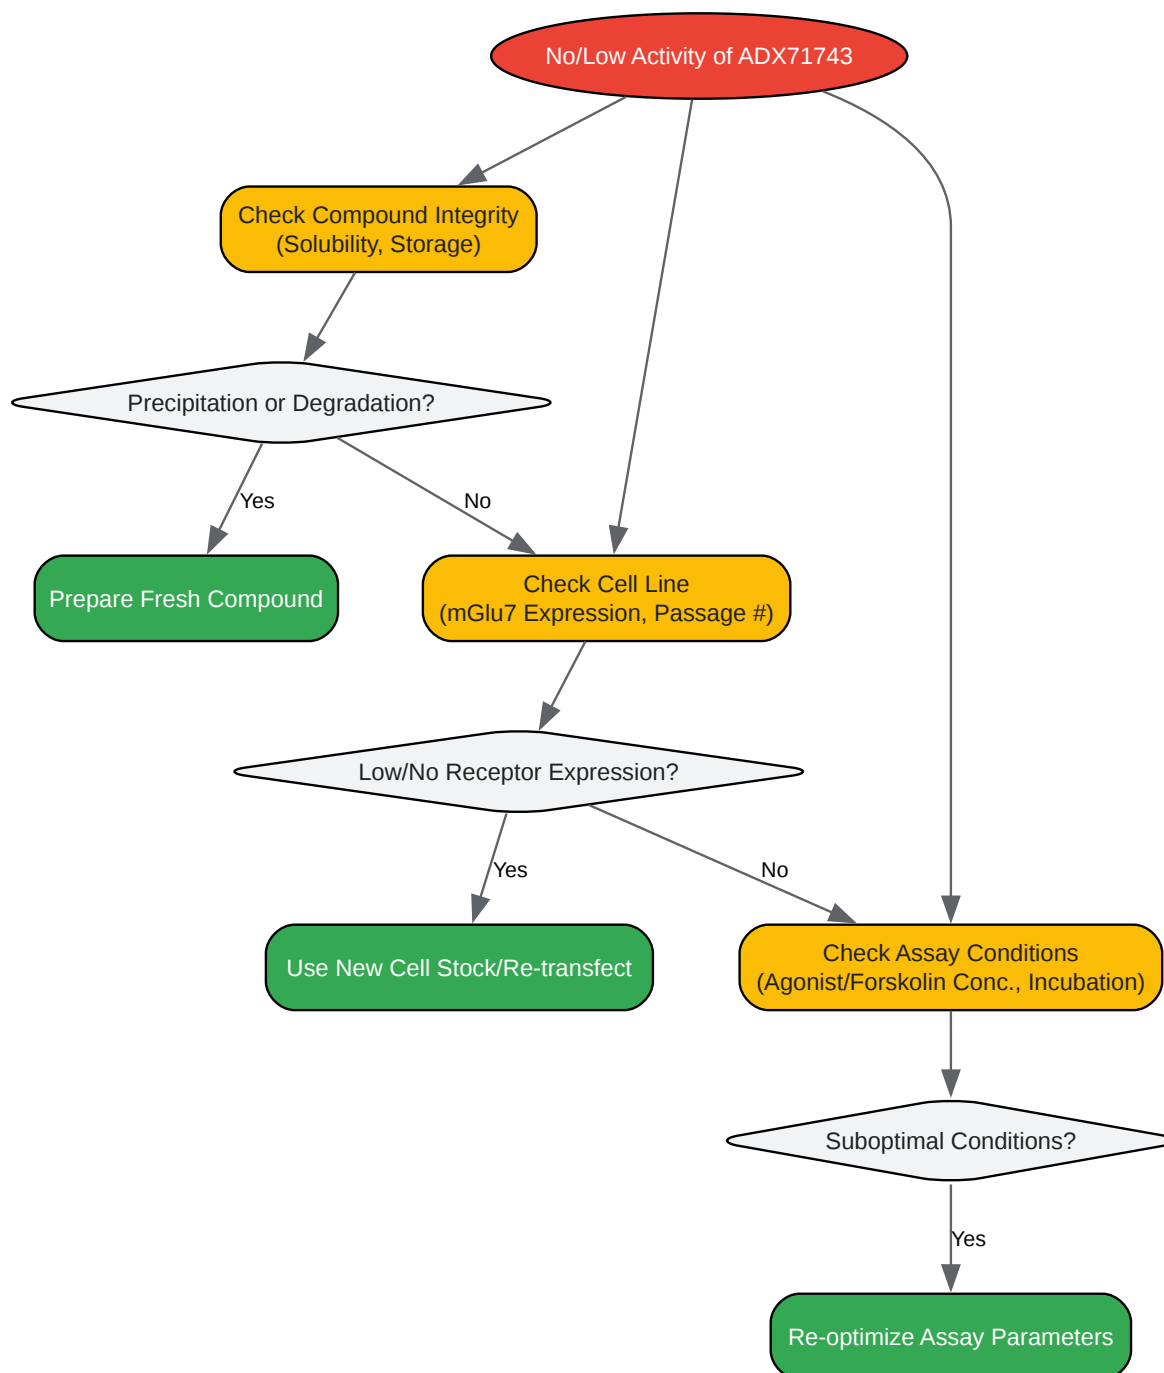 No/Low Activity of ADX71743
Check Compound Integrity
(Solubility, Storage)
Precipitation or Degradation?
Yes
No
Prepare Fresh Compound
Check Cell Line
(mGlu7 Expression, Passage #)
Low/No Receptor Expression?
Yes
No
Use New Cell Stock/Re-transfect
Check Assay Conditions
(Agonist/Forskolin Conc., Incubation)
Suboptimal Conditions?
Yes
Re-optimize Assay Parameters